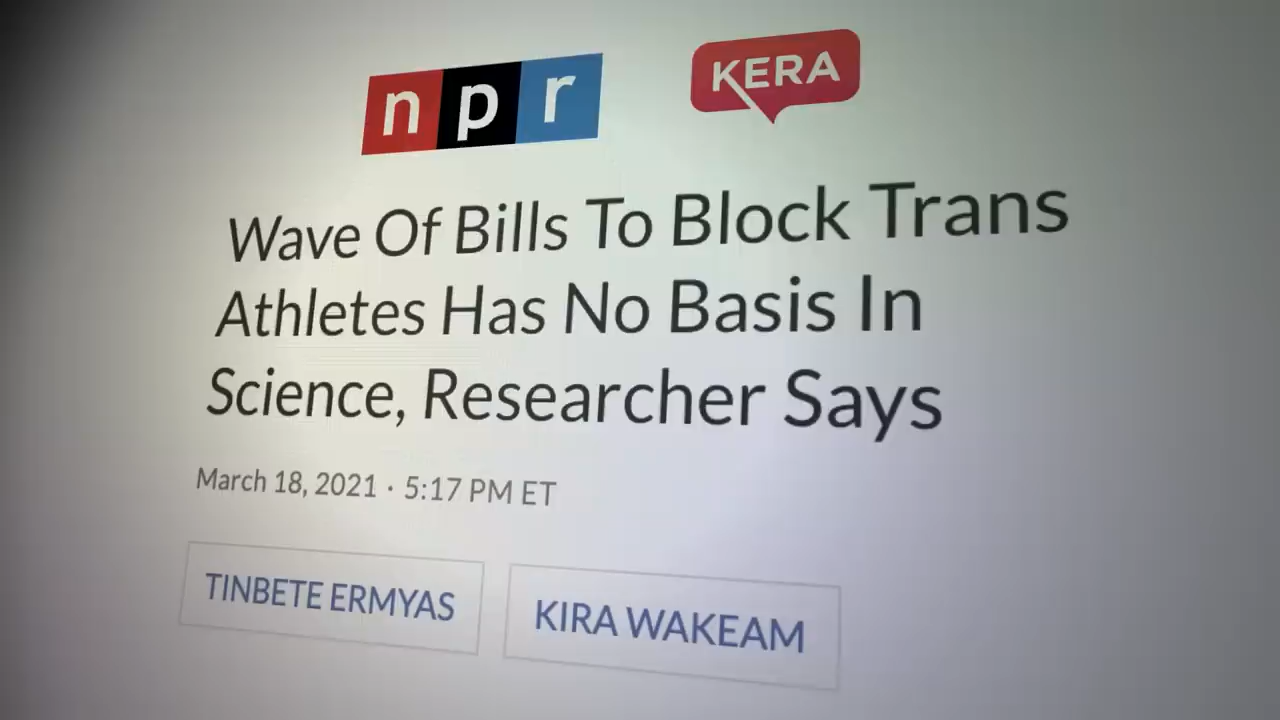 npr KERA
Wave Of Bills To Block Trans
Athletes Has No Basis In
Science, Researcher Says
March 18, 2021 · 5:17 PM ET
TINBETE ERMYAS KIRA WAKEAM